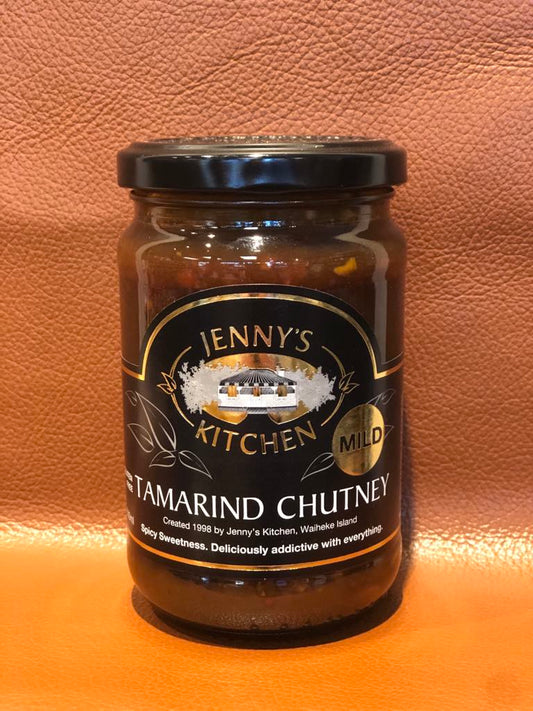 JENNY'S
KITCHEN
MILD
TAMARIND CHUTNEY
Created 1998 by Jenny's Kitchen, Waiheke Island
Spicy Sweetness. Deliciously addictive with everything.